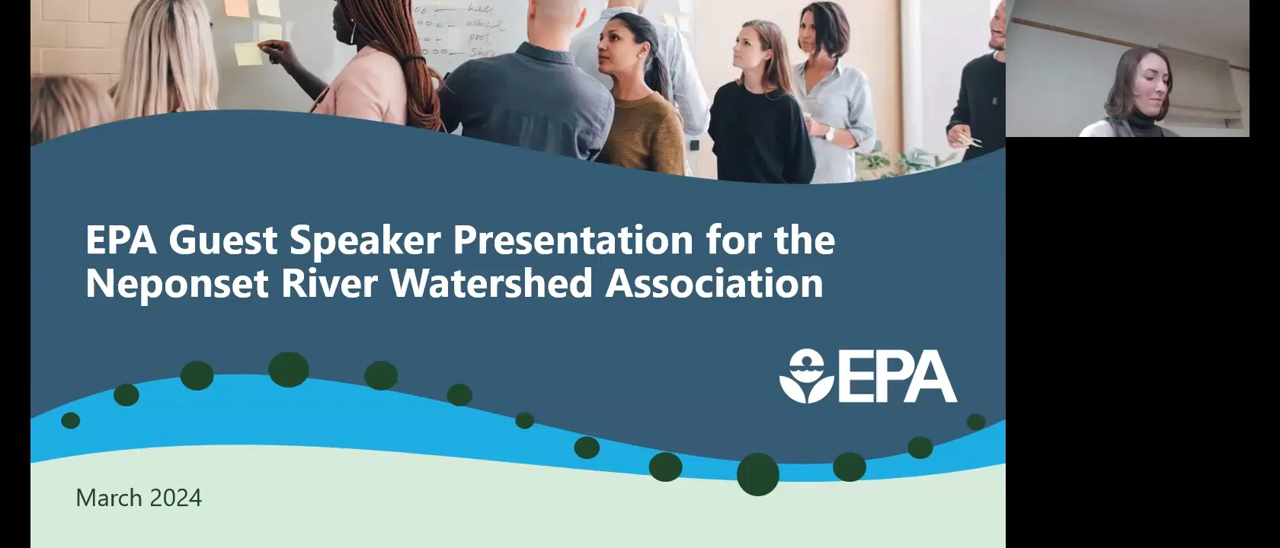 EPA Guest Speaker Presentation for the
Neponset River Watershed Association
EPA
March 2024